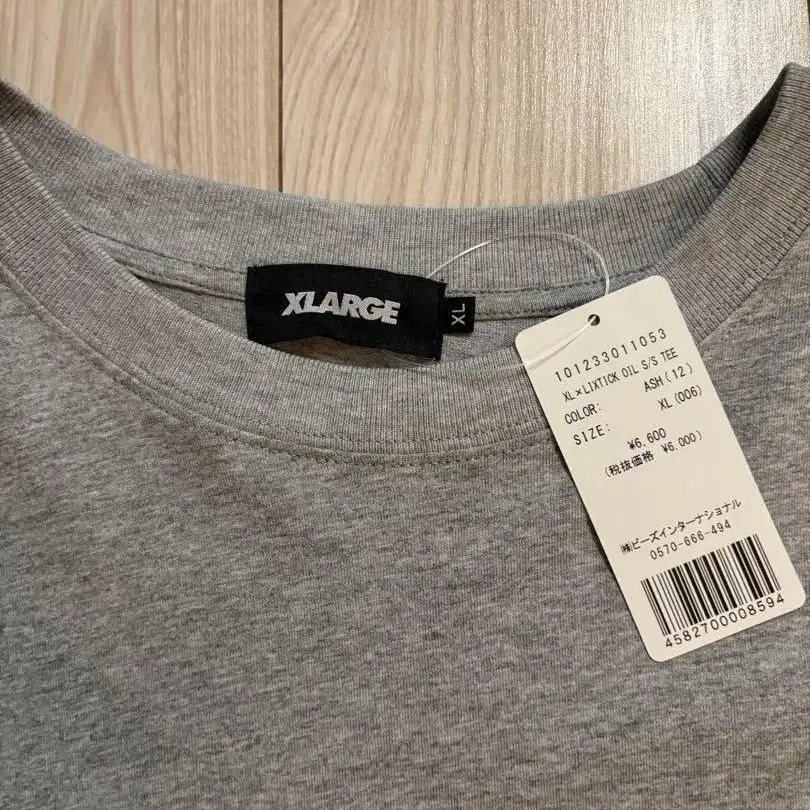 XLARGE
XL
101233011053
XL×LIXTICK OIL S/S TEE
COLOR: ASH(12)
SIZE: XL(006)
¥6,600
(税抜価格 ¥6,000)
㈱ビーズインターナショナル
0570-666-494
4582700008594